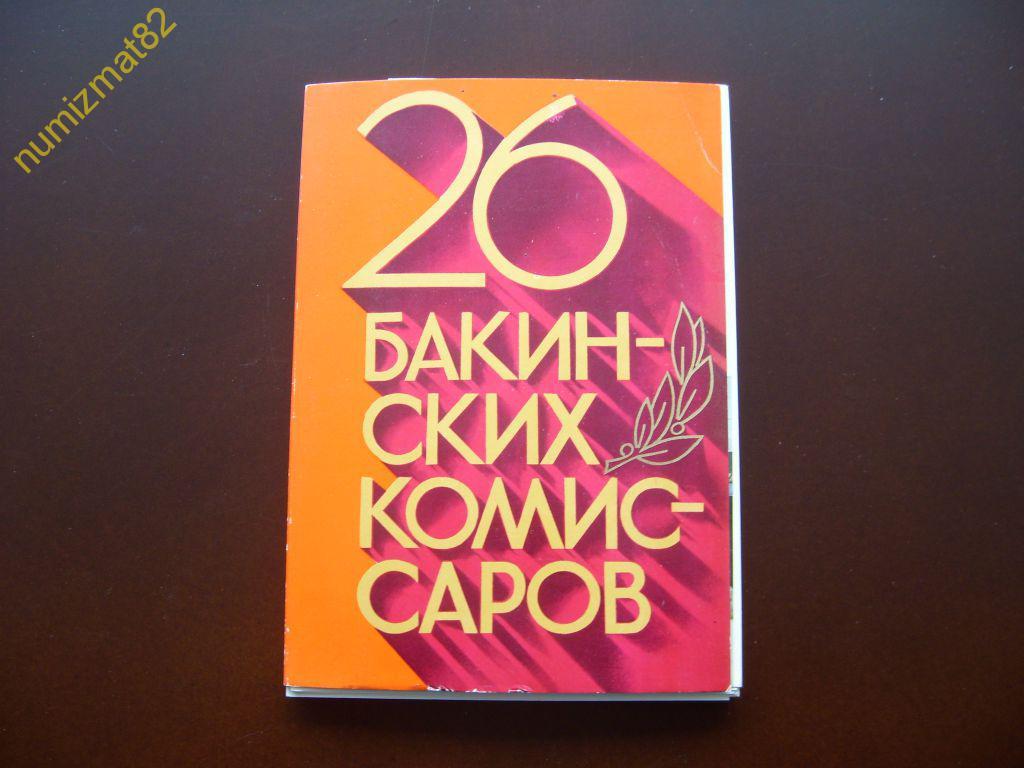 numizmat82
26
БАКИН-
СКИХ
КОМИС-
САРОВ